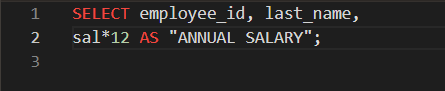 1 SELECT employee_id, last_name,
2 sal*12 AS "ANNUAL SALARY";
3